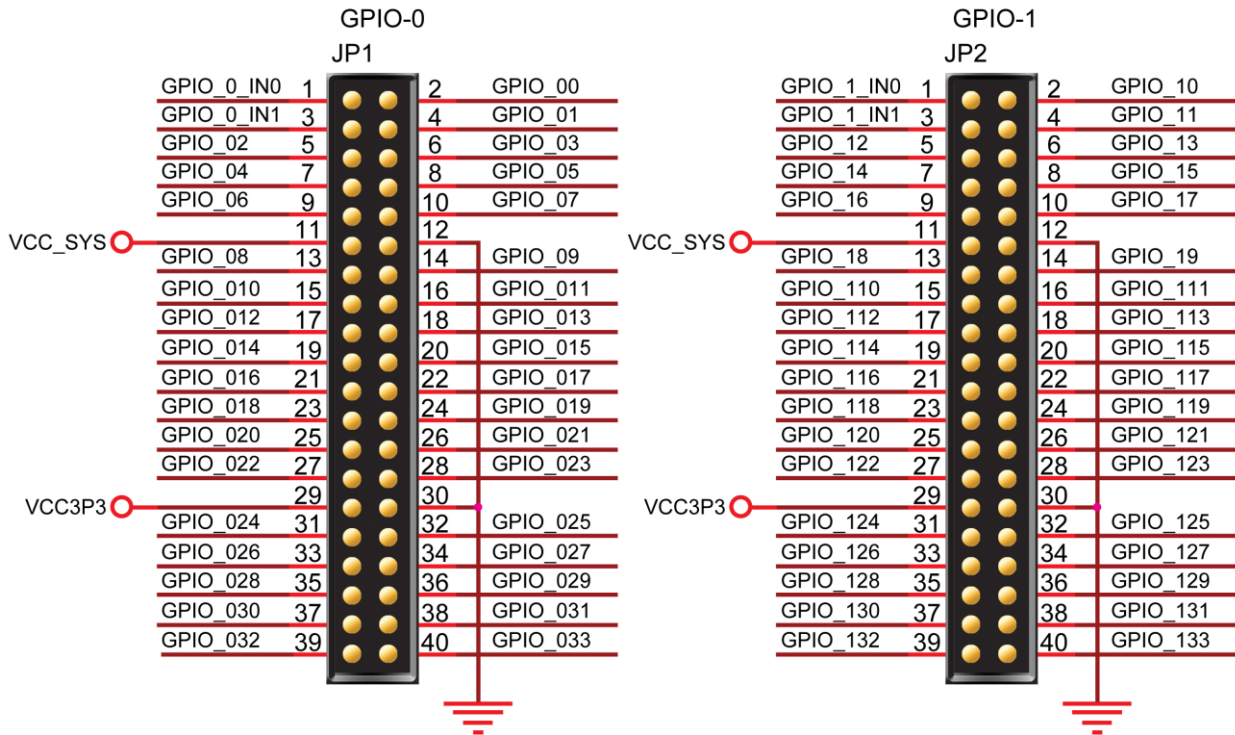 GPIO-0 GPIO-1
JP1 JP2
GPIO_0_IN0 1 2 GPIO_00 GPIO_1_IN0 1 2 GPIO_10
GPIO_0_IN1 3 4 GPIO_01 GPIO_1_IN1 3 4 GPIO_11
GPIO_02 5 6 GPIO_03 GPIO_12 5 6 GPIO_13
GPIO_04 7 8 GPIO_05 GPIO_14 7 8 GPIO_15
GPIO_06 9 10 GPIO_07 GPIO_16 9 10 GPIO_17
VCC_SYS 11 12 VCC_SYS 11 12
GPIO_08 13 14 GPIO_09 GPIO_18 13 14 GPIO_19
GPIO_010 15 16 GPIO_011 GPIO_110 15 16 GPIO_111
GPIO_012 17 18 GPIO_013 GPIO_112 17 18 GPIO_113
GPIO_014 19 20 GPIO_015 GPIO_114 19 20 GPIO_115
GPIO_016 21 22 GPIO_017 GPIO_116 21 22 GPIO_117
GPIO_018 23 24 GPIO_019 GPIO_118 23 24 GPIO_119
GPIO_020 25 26 GPIO_021 GPIO_120 25 26 GPIO_121
GPIO_022 27 28 GPIO_023 GPIO_122 27 28 GPIO_123
VCC3P3 29 30 VCC3P3 29 30
GPIO_024 31 32 GPIO_025 GPIO_124 31 32 GPIO_125
GPIO_026 33 34 GPIO_027 GPIO_126 33 34 GPIO_127
GPIO_028 35 36 GPIO_029 GPIO_128 35 36 GPIO_129
GPIO_030 37 38 GPIO_031 GPIO_130 37 38 GPIO_131
GPIO_032 39 40 GPIO_033 GPIO_132 39 40 GPIO_133